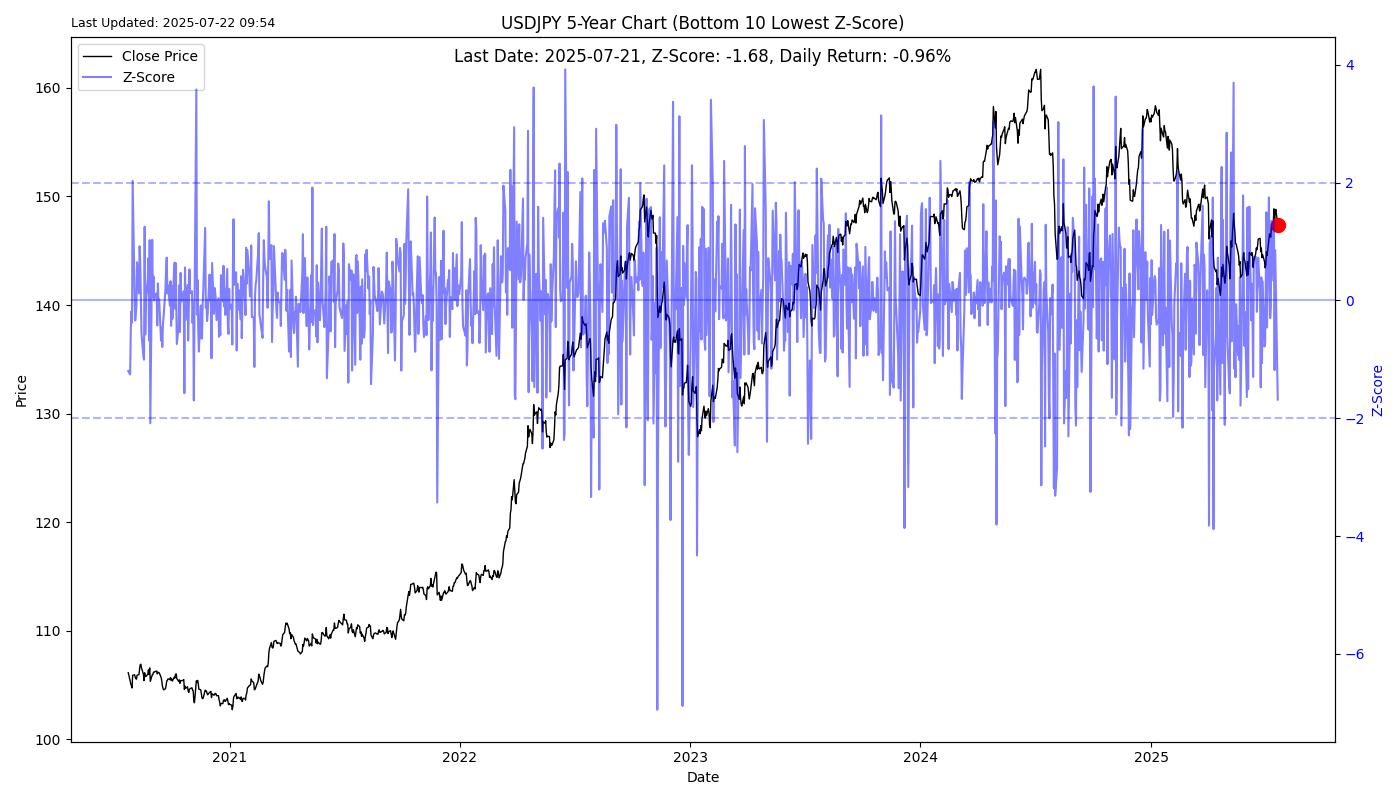 Last Updated: 2025-07-22 09:54
USDJPY 5-Year Chart (Bottom 10 Lowest Z-Score)
Last Date: 2025-07-21, Z-Score: -1.68, Daily Return: -0.96%
Close Price
Z-Score
160
150
140
130
120
110
100
Price
4
2
0
−2
−4
−6
Z-Score
2021
2022
2023
2024
2025
Date